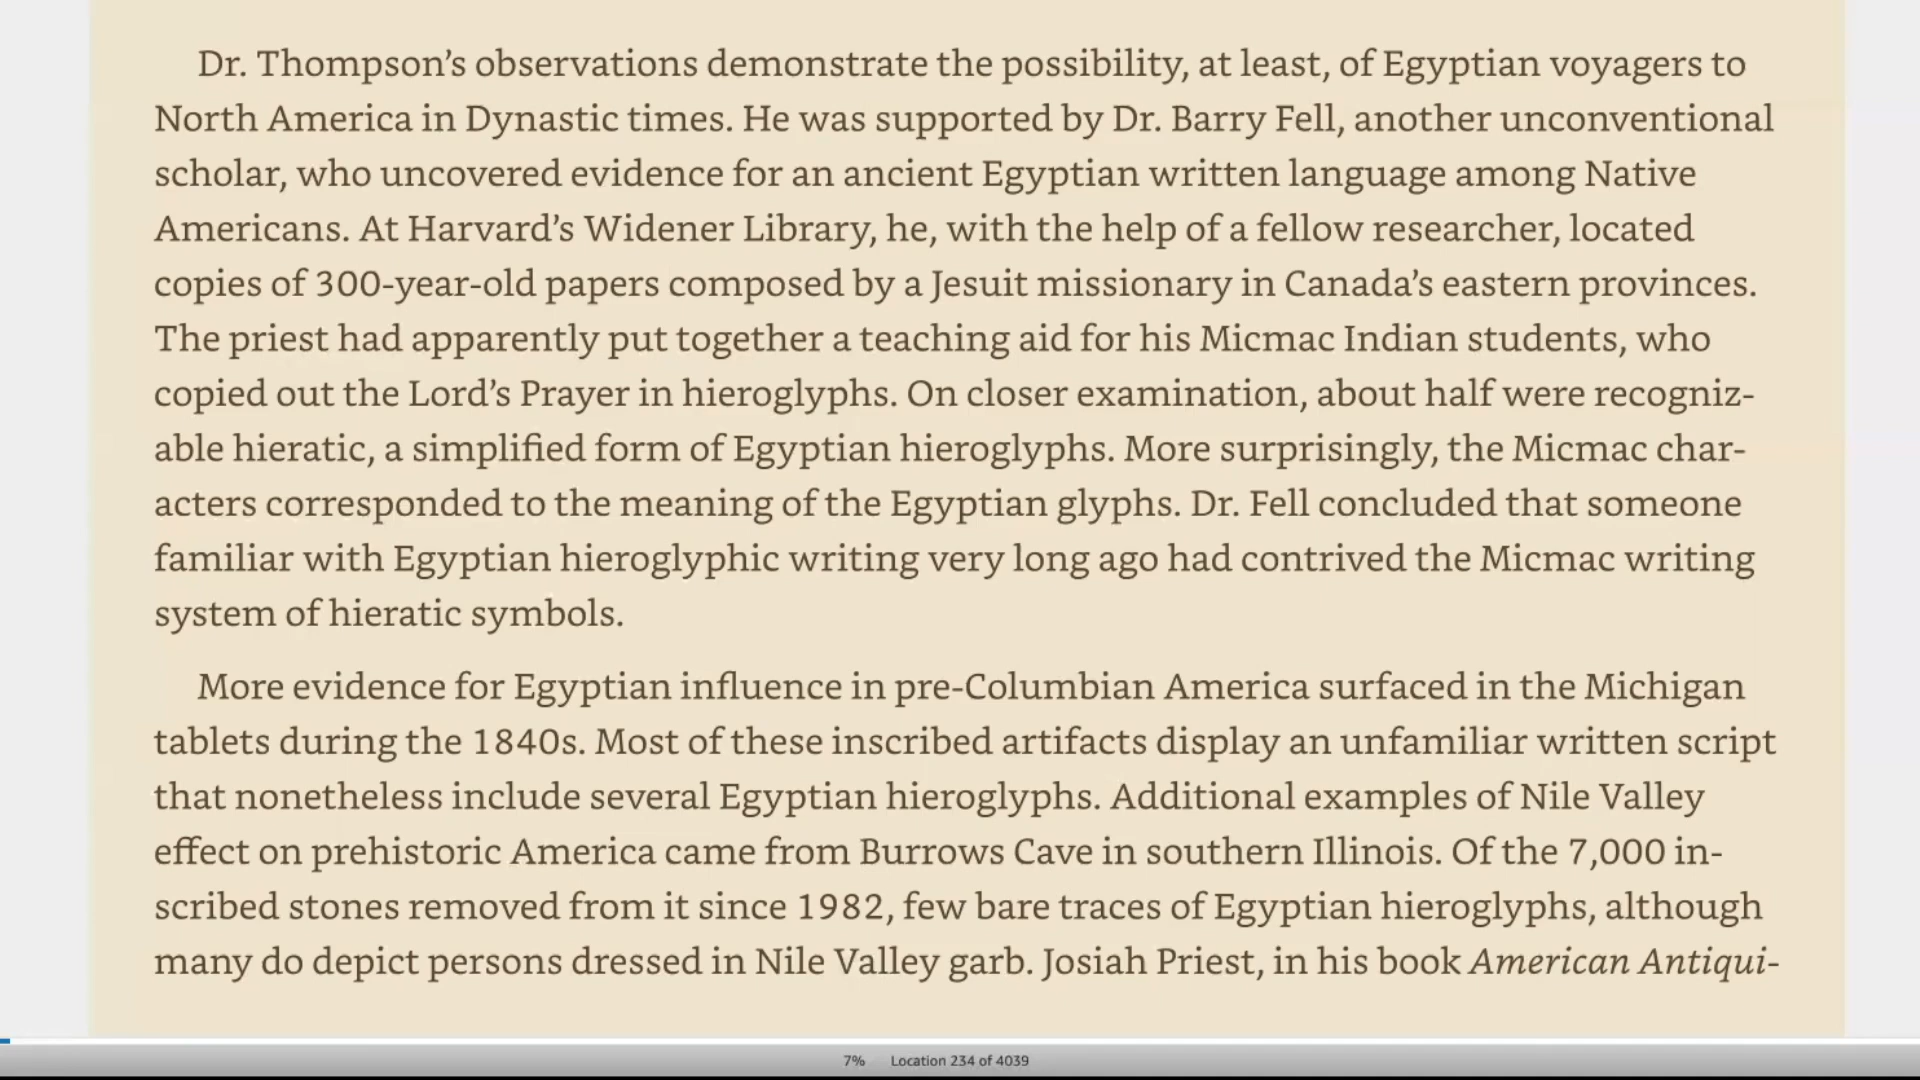 Dr. Thompson’s observations demonstrate the possibility, at least, of Egyptian voyagers to
North America in Dynastic times. He was supported by Dr. Barry Fell, another unconventional
scholar, who uncovered evidence for an ancient Egyptian written language among Native
Americans. At Harvard’s Widener Library, he, with the help of a fellow researcher, located
copies of 300-year-old papers composed by a Jesuit missionary in Canada’s eastern provinces.
The priest had apparently put together a teaching aid for his Micmac Indian students, who
copied out the Lord’s Prayer in hieroglyphs. On closer examination, about half were recogniz-
able hieratic, a simplified form of Egyptian hieroglyphs. More surprisingly, the Micmac char-
acters corresponded to the meaning of the Egyptian glyphs. Dr. Fell concluded that someone
familiar with Egyptian hieroglyphic writing very long ago had contrived the Micmac writing
system of hieratic symbols.
More evidence for Egyptian influence in pre-Columbian America surfaced in the Michigan
tablets during the 1840s. Most of these inscribed artifacts display an unfamiliar written script
that nonetheless include several Egyptian hieroglyphs. Additional examples of Nile Valley
effect on prehistoric America came from Burrows Cave in southern Illinois. Of the 7,000 in-
scribed stones removed from it since 1982, few bare traces of Egyptian hieroglyphs, although
many do depict persons dressed in Nile Valley garb. Josiah Priest, in his book American Antiqui-
7% Location 234 of 4039